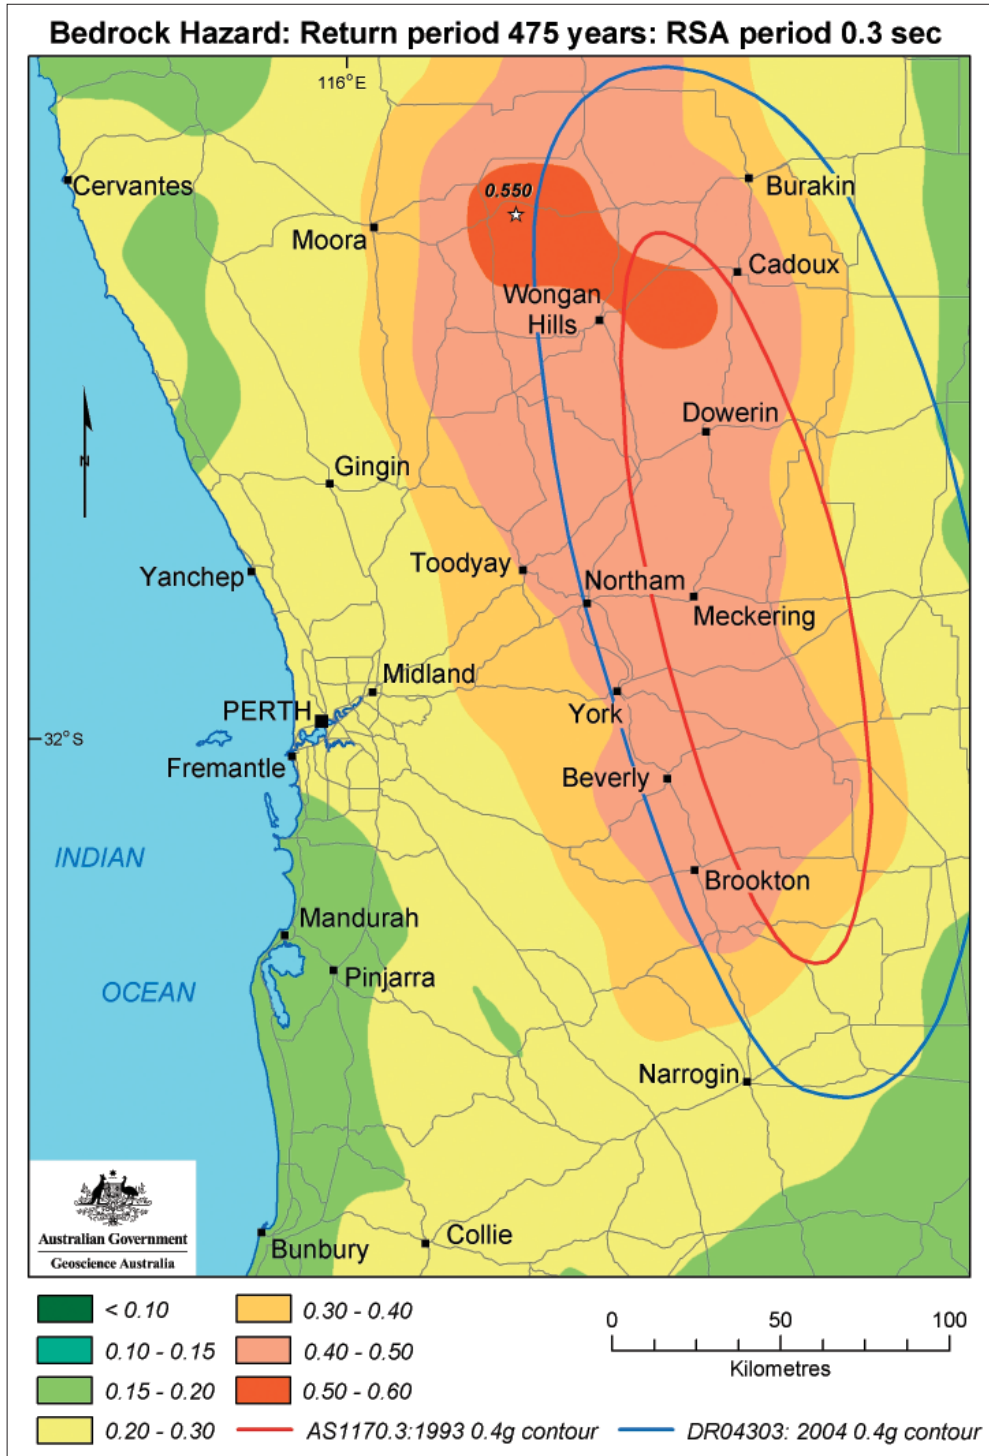 Bedrock Hazard: Return period 475 years: RSA period 0.3 sec
116°E
Cervantes
0.550
Burakin
Moora
Cadoux
Wongan
Hills
Dowerin
N
Gingin
Toodyay
Yanchep
Northam
Meckering
Midland
PERTH
York
32°S
Fremantle
Beverly
INDIAN
Brookton
Mandurah
Pinjarra
OCEAN
Narrogin
Australian Government
Geoscience Australia
Bunbury
Collie
< 0.10
0.30 - 0.40
0 50 100
0.10 - 0.15
0.40 - 0.50
Kilometres
0.15 - 0.20
0.50 - 0.60
0.20 - 0.30
AS1170.3:1993 0.4g contour
DR04303: 2004 0.4g contour